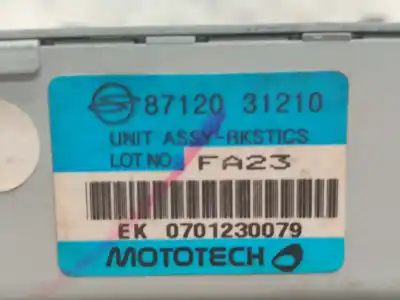 87120 31210
UNIT ASSY-RKSTICS
LOT NO: FA23
EK 0701230079
MOTOTECH